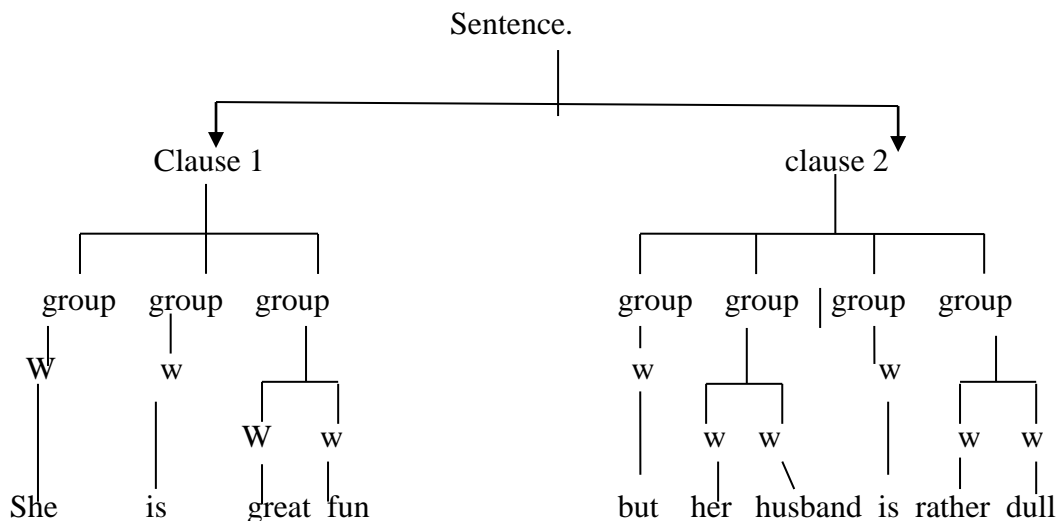 Sentence.
Clause 1 clause 2
group group group group group group group
W w w w
W w w w w w
She is great fun but her husband is rather dull